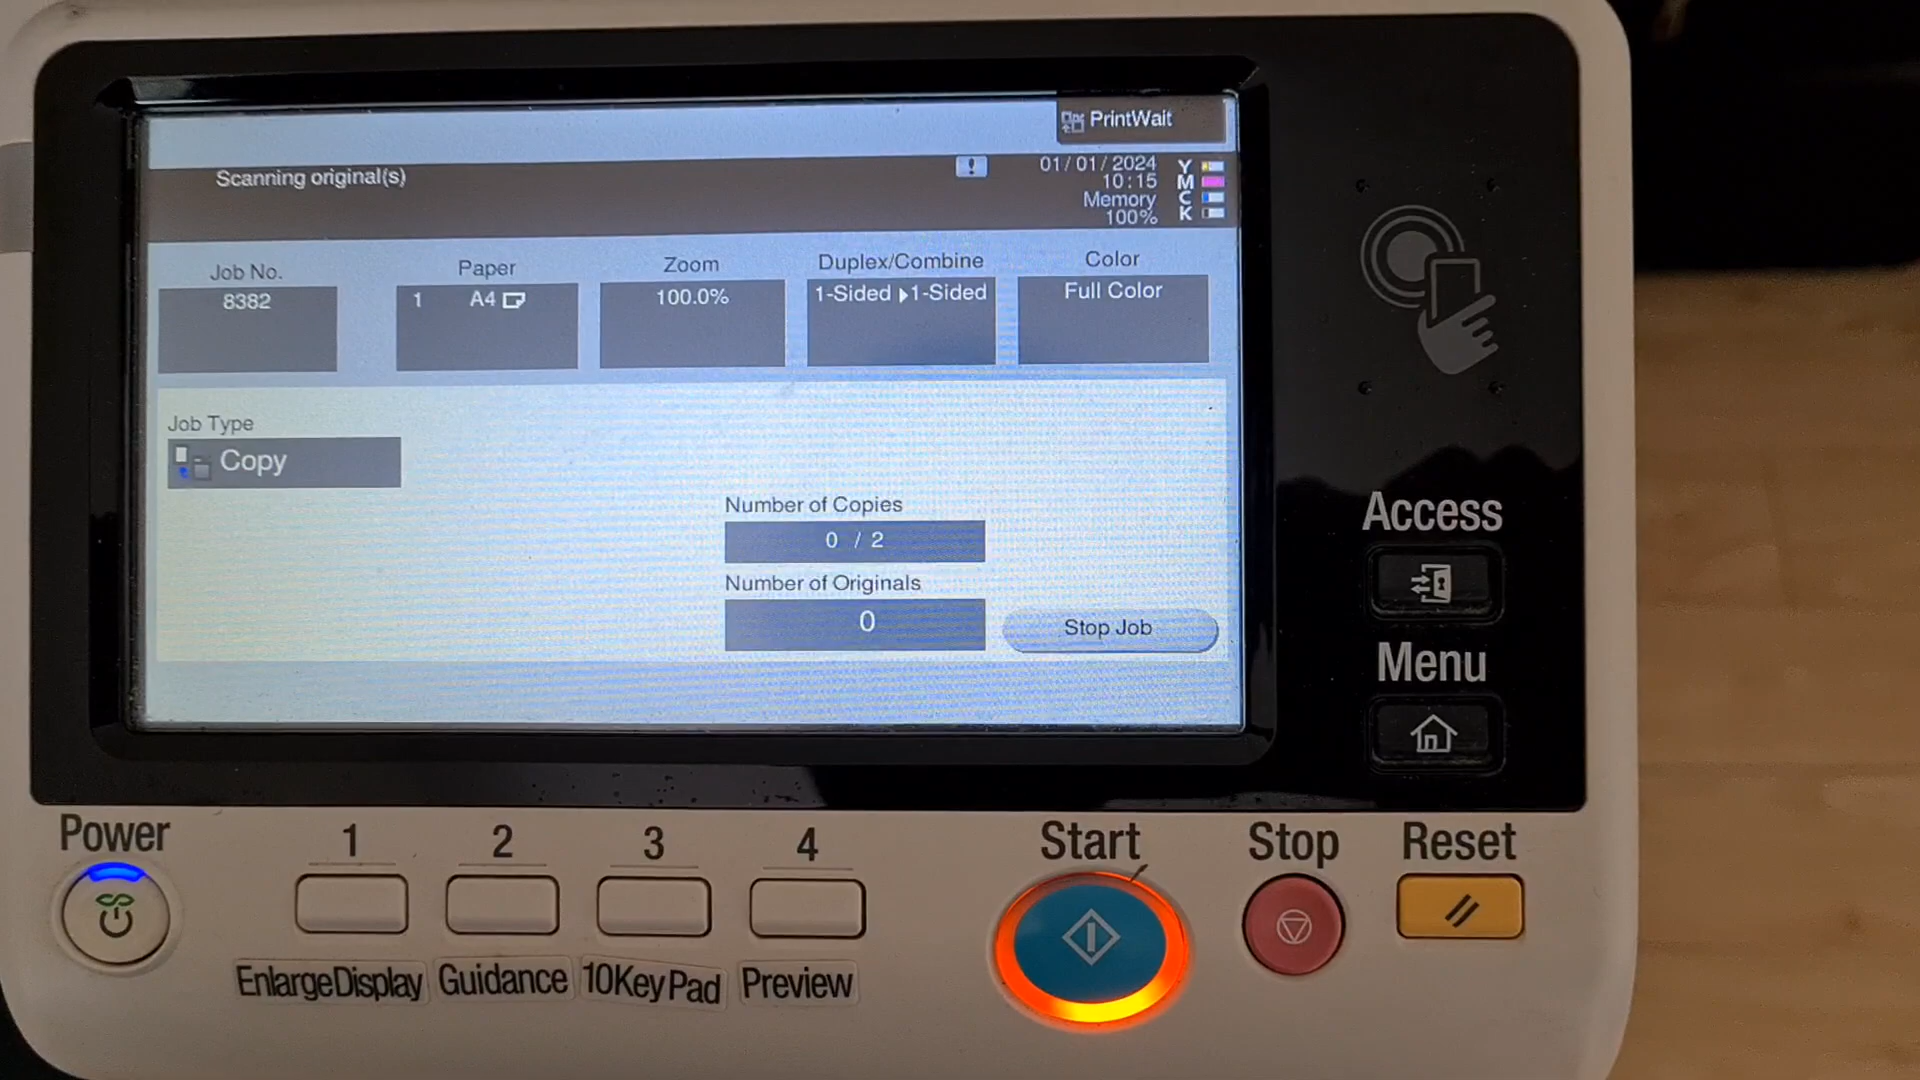 PrintWait
Scanning original(s)
!
01/01/2024
10:15
Memory
100%
Y
M
C
K
Job No.
8382
Paper
1 A4
Zoom
100.0%
Duplex/Combine
1-Sided ▸1-Sided
Color
Full Color
Job Type
Copy
Number of Copies
0 / 2
Number of Originals
0
Stop Job
Access
Menu
Power
1
2
3
4
Start
Stop
Reset
EnlargeDisplay
Guidance
10KeyPad
Preview